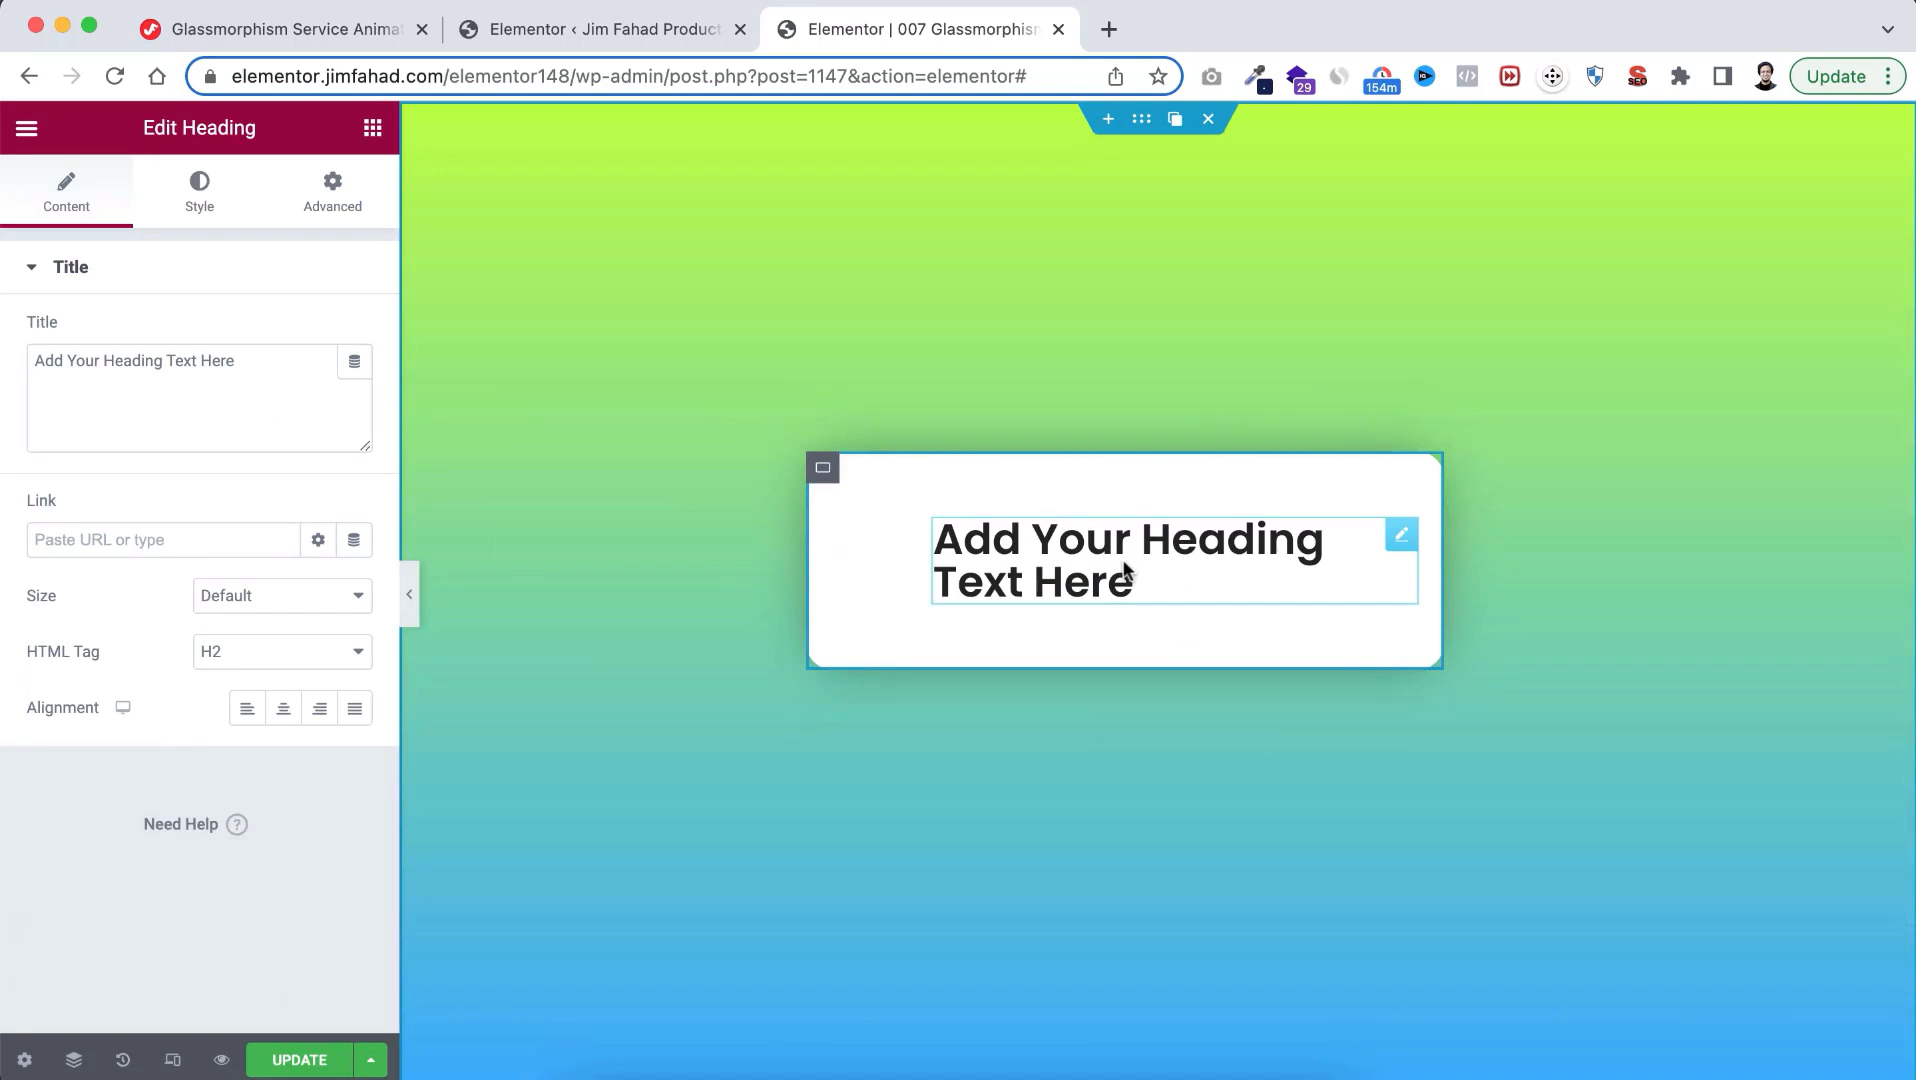 Glassmorphism Service Animat
Elementor ‹ Jim Fahad Product
Elementor | 007 Glassmorphism
elementor.jimfahad.com/elementor148/wp-admin/post.php?post=1147&action=elementor#
29
154m
SEO
Update
Edit Heading
Content
Style
Advanced
Title
Title
Add Your Heading Text Here
Link
Paste URL or type
Size
Default
HTML Tag
H2
Alignment
Need Help ?
UPDATE
Add Your Heading
Text Here